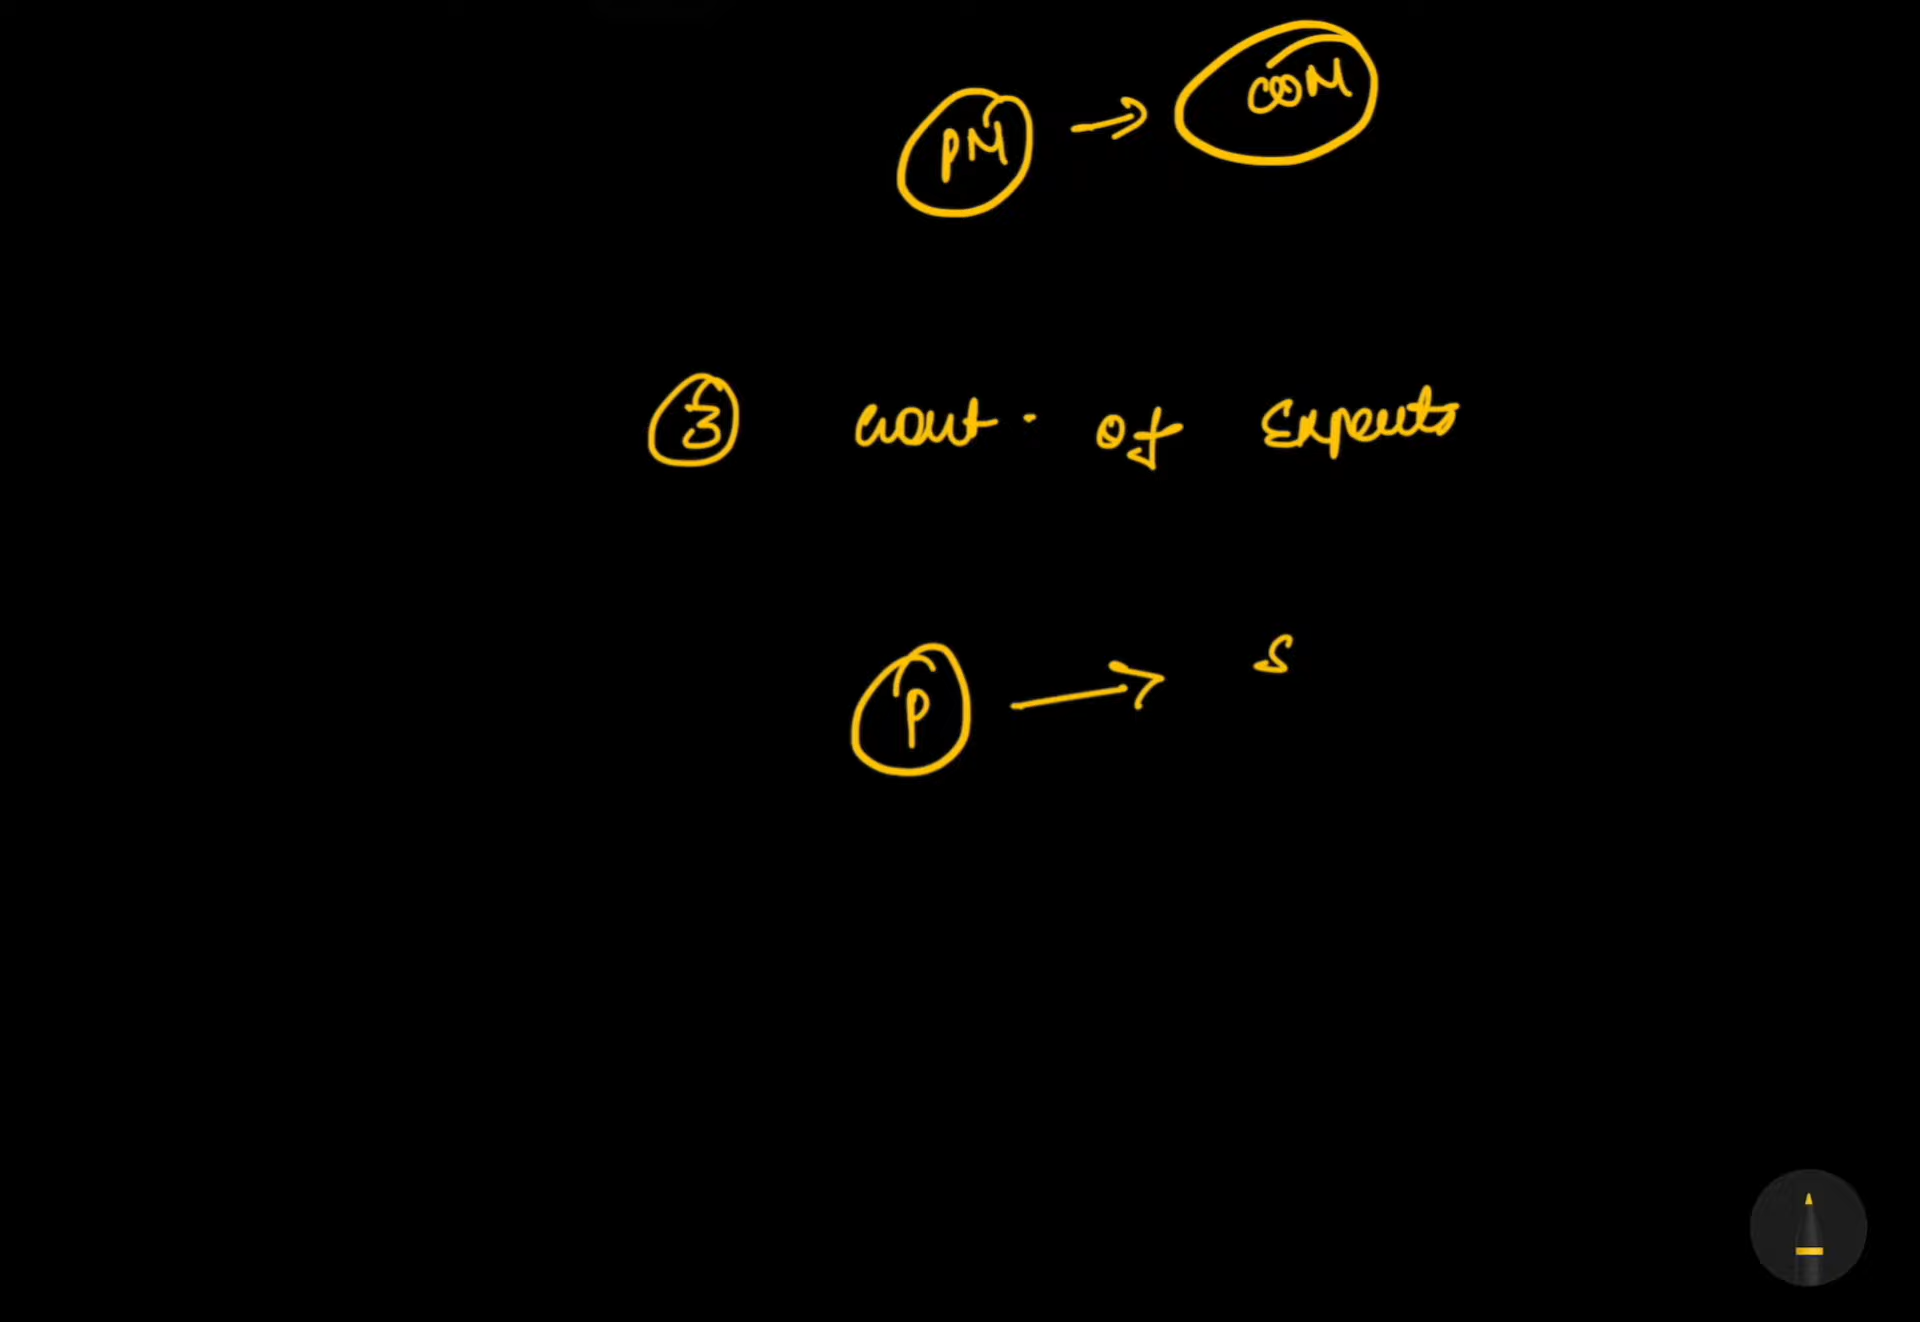 PM → COM
3 Govt. of Experts
P → S